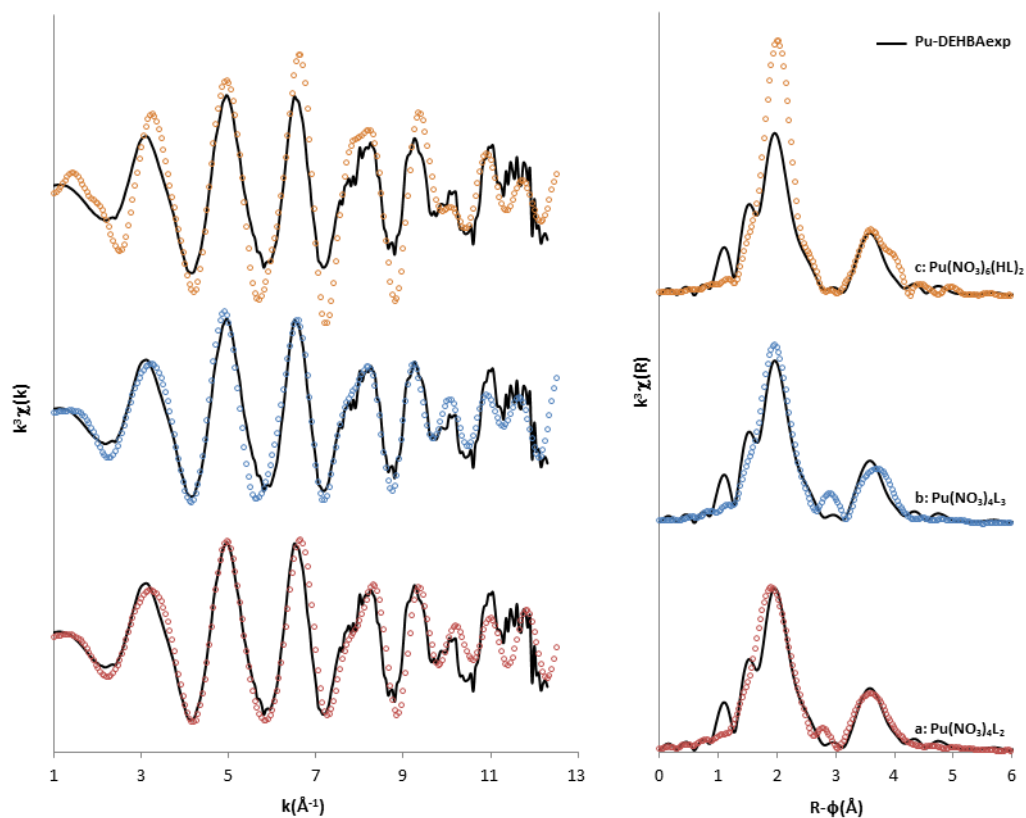 k³χ(k)
1 3 5 7 9 11 13
k(Å⁻¹)
Pu-DEHBAexp
k³χ(R)
c: Pu(NO₃)₆(HL)₂
b: Pu(NO₃)₄L₃
a: Pu(NO₃)₄L₂
0 1 2 3 4 5 6
R-ϕ(Å)